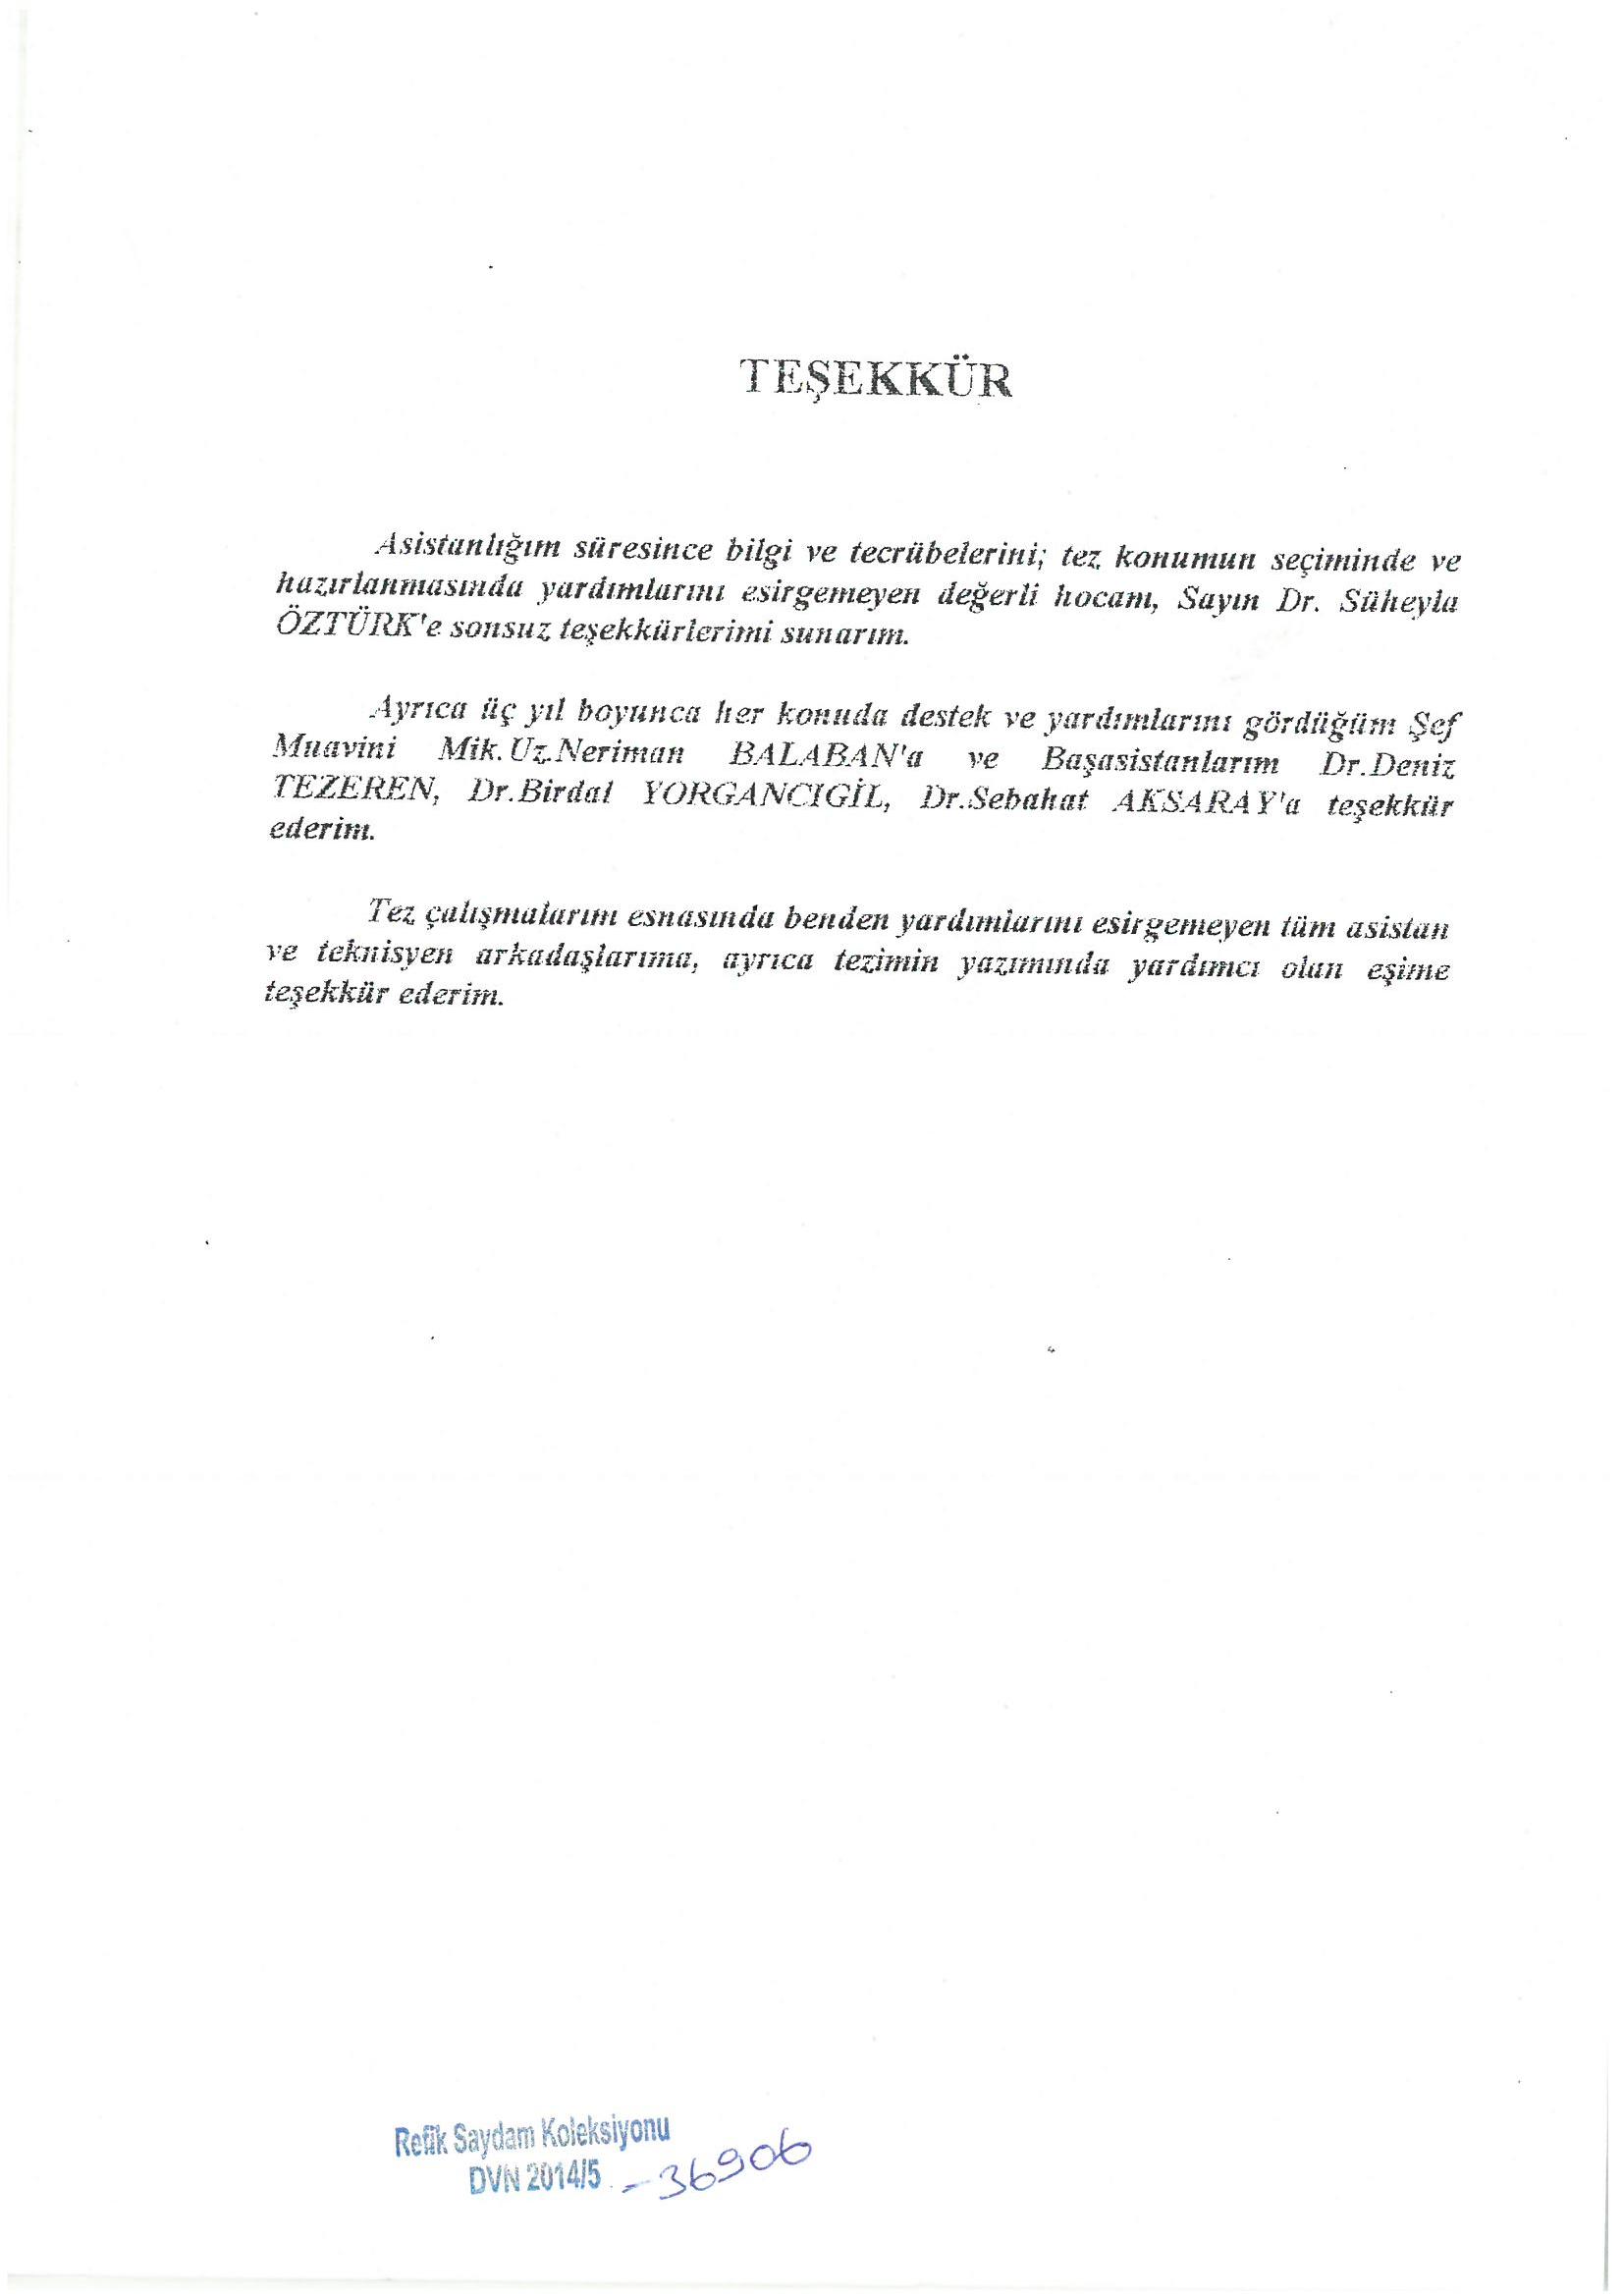 TEŞEKKÜR
Asistanlığım süresince bilgi ve tecrübelerini; tez konumun seçiminde ve
hazırlanmasında yardımlarını esirgemeyen değerli hocam, Sayın Dr. Süheyla
ÖZTÜRK'e sonsuz teşekkürlerimi sunarım.
Ayrıca üç yıl boyunca her konuda destek ve yardımlarını gördüğüm Şef
Muavini Mik.Uz.Neriman BALABAN'a ve Başasistanlarım Dr.Deniz
TEZEREN, Dr.Birdal YORGANCIGİL, Dr.Sebahat AKSARAY'a teşekkür
ederim.
Tez çalışmalarım esnasında benden yardımlarını esirgemeyen tüm asistan
ve teknisyen arkadaşlarıma, ayrıca tezimin yazımında yardımcı olan eşime
teşekkür ederim.
Refik Saydam Koleksiyonu
DVN 2014/5 - 36906